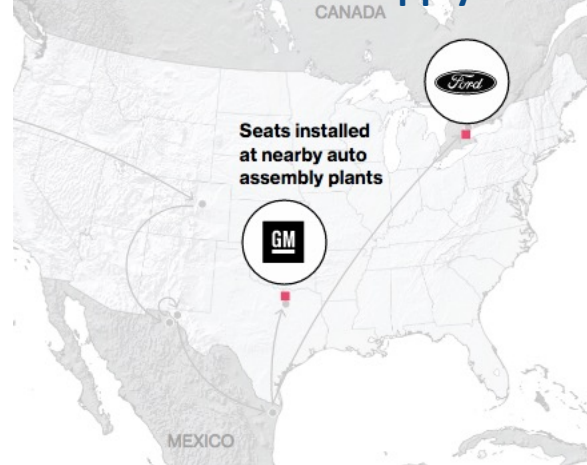 CANADA
Ford
Seats installed
at nearby auto
assembly plants
GM
MEXICO